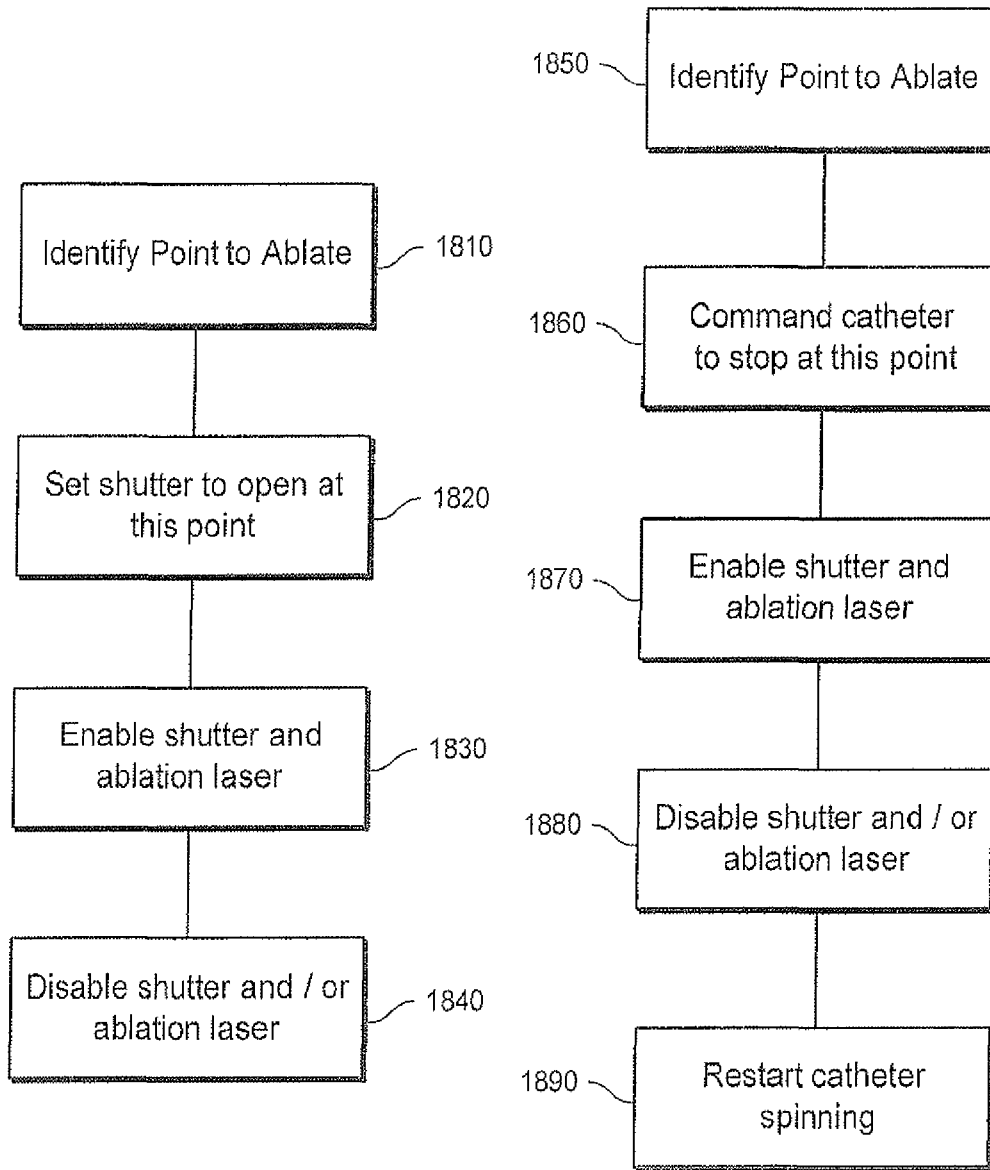 Identify Point to Ablate
1810
Set shutter to open at
this point
1820
Enable shutter and
ablation laser
1830
Disable shutter and / or
ablation laser
1840
1850
Identify Point to Ablate
1860
Command catheter
to stop at this point
1870
Enable shutter and
ablation laser
1880
Disable shutter and / or
ablation laser
1890
Restart catheter
spinning